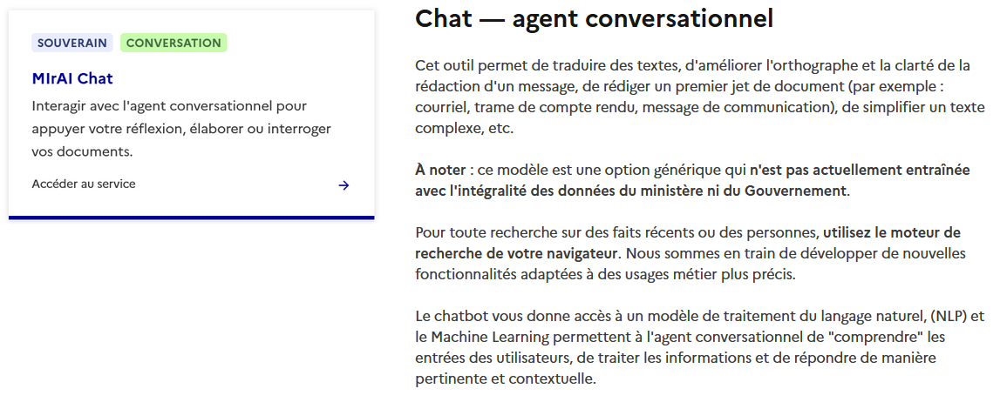 SOUVERAIN CONVERSATION
MIrAI Chat
Interagir avec l'agent conversationnel pour
appuyer votre réflexion, élaborer ou interroger
vos documents.
Accéder au service
Chat — agent conversationnel
Cet outil permet de traduire des textes, d'améliorer l'orthographe et la clarté de la
rédaction d'un message, de rédiger un premier jet de document (par exemple :
courriel, trame de compte rendu, message de communication), de simplifier un texte
complexe, etc.
À noter : ce modèle est une option générique qui n'est pas actuellement entraînée
avec l'intégralité des données du ministère ni du Gouvernement.
Pour toute recherche sur des faits récents ou des personnes, utilisez le moteur de
recherche de votre navigateur. Nous sommes en train de développer de nouvelles
fonctionnalités adaptées à des usages métier plus précis.
Le chatbot vous donne accès à un modèle de traitement du langage naturel, (NLP) et
le Machine Learning permettent à l'agent conversationnel de "comprendre" les
entrées des utilisateurs, de traiter les informations et de répondre de manière
pertinente et contextuelle.